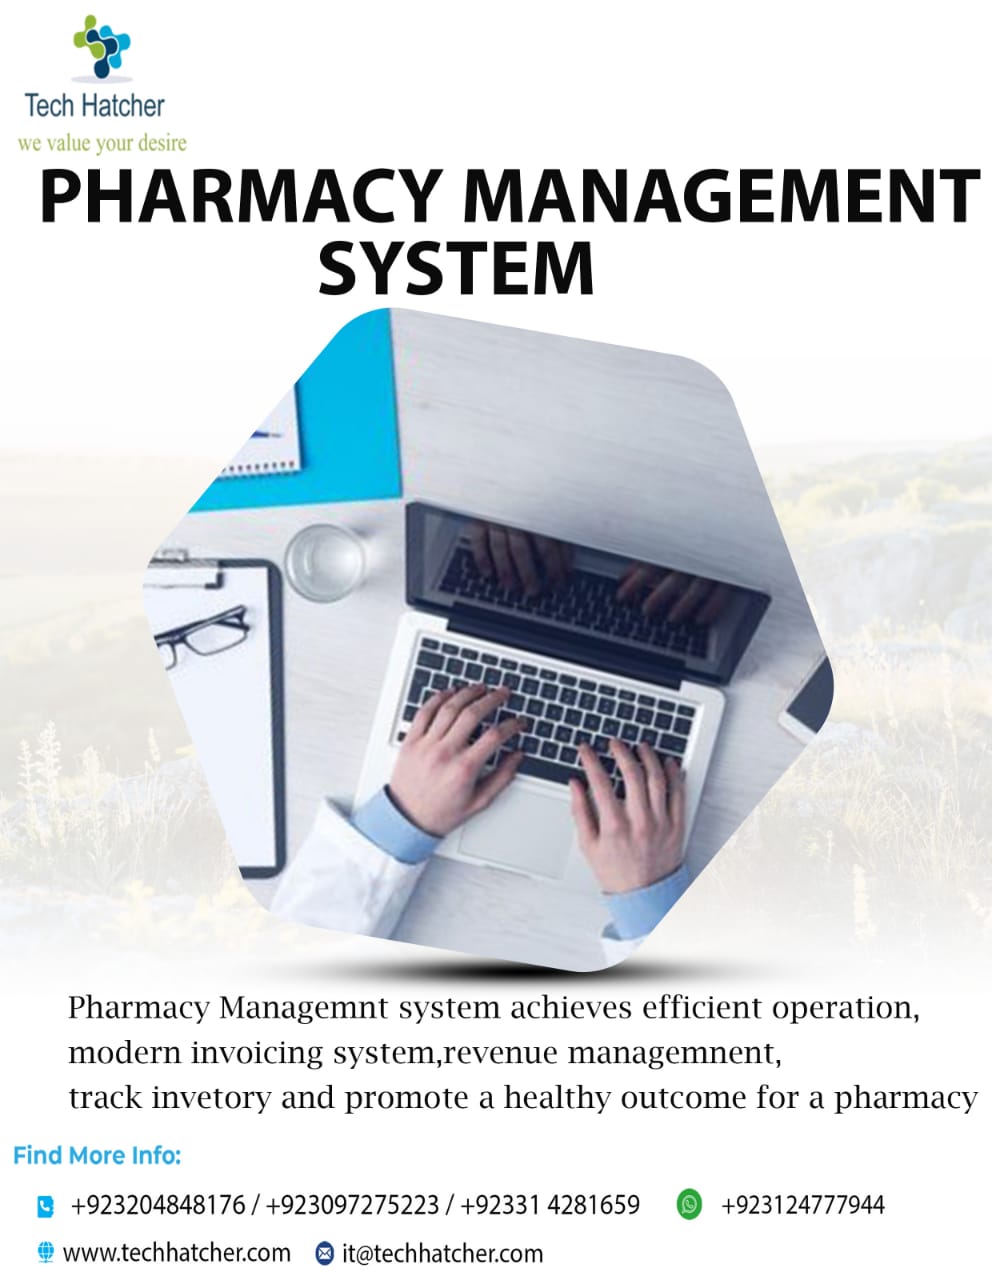 Tech Hatcher
we value your desire
PHARMACY MANAGEMENT
SYSTEM
Pharmacy Managemnt system achieves efficient operation,
modern invoicing system,revenue managemnent,
track invetory and promote a healthy outcome for a pharmacy
Find More Info:
+923204848176 / +923097275223 / +92331 4281659 +923124777944
www.techhatcher.com it@techhatcher.com